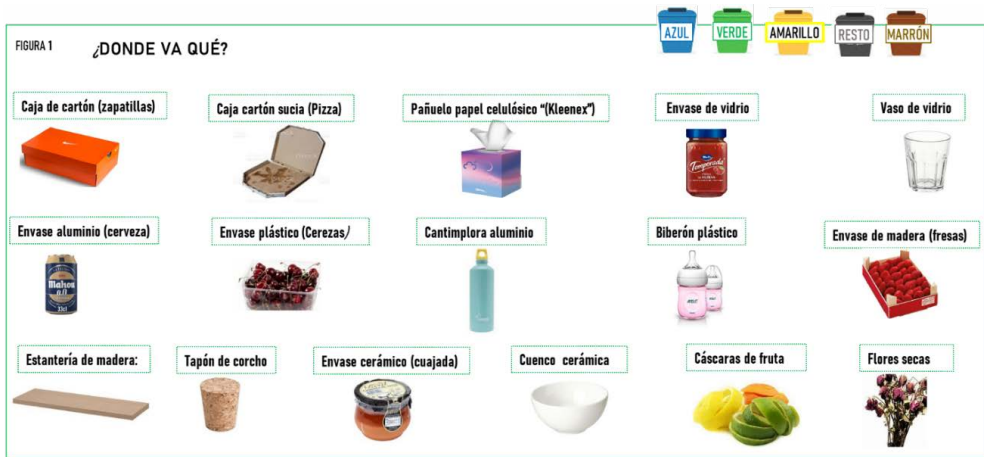 AZUL
VERDE
AMARILLO
RESTO
MARRÓN
FIGURA 1
¿DONDE VA QUÉ?
Caja de cartón (zapatillas)
Caja cartón sucia (Pizza)
Pañuelo papel celulósico “(Kleenex”)
Envase de vidrio
Vaso de vidrio
Temporada
Envase aluminio (cerveza)
Envase plástico (Cerezas)
Cantimplora aluminio
Biberón plástico
Envase de madera (fresas)
Mahou
33cl
Estantería de madera:
Tapón de corcho
Envase cerámico (cuajada)
Cuenco cerámica
Cáscaras de fruta
Flores secas